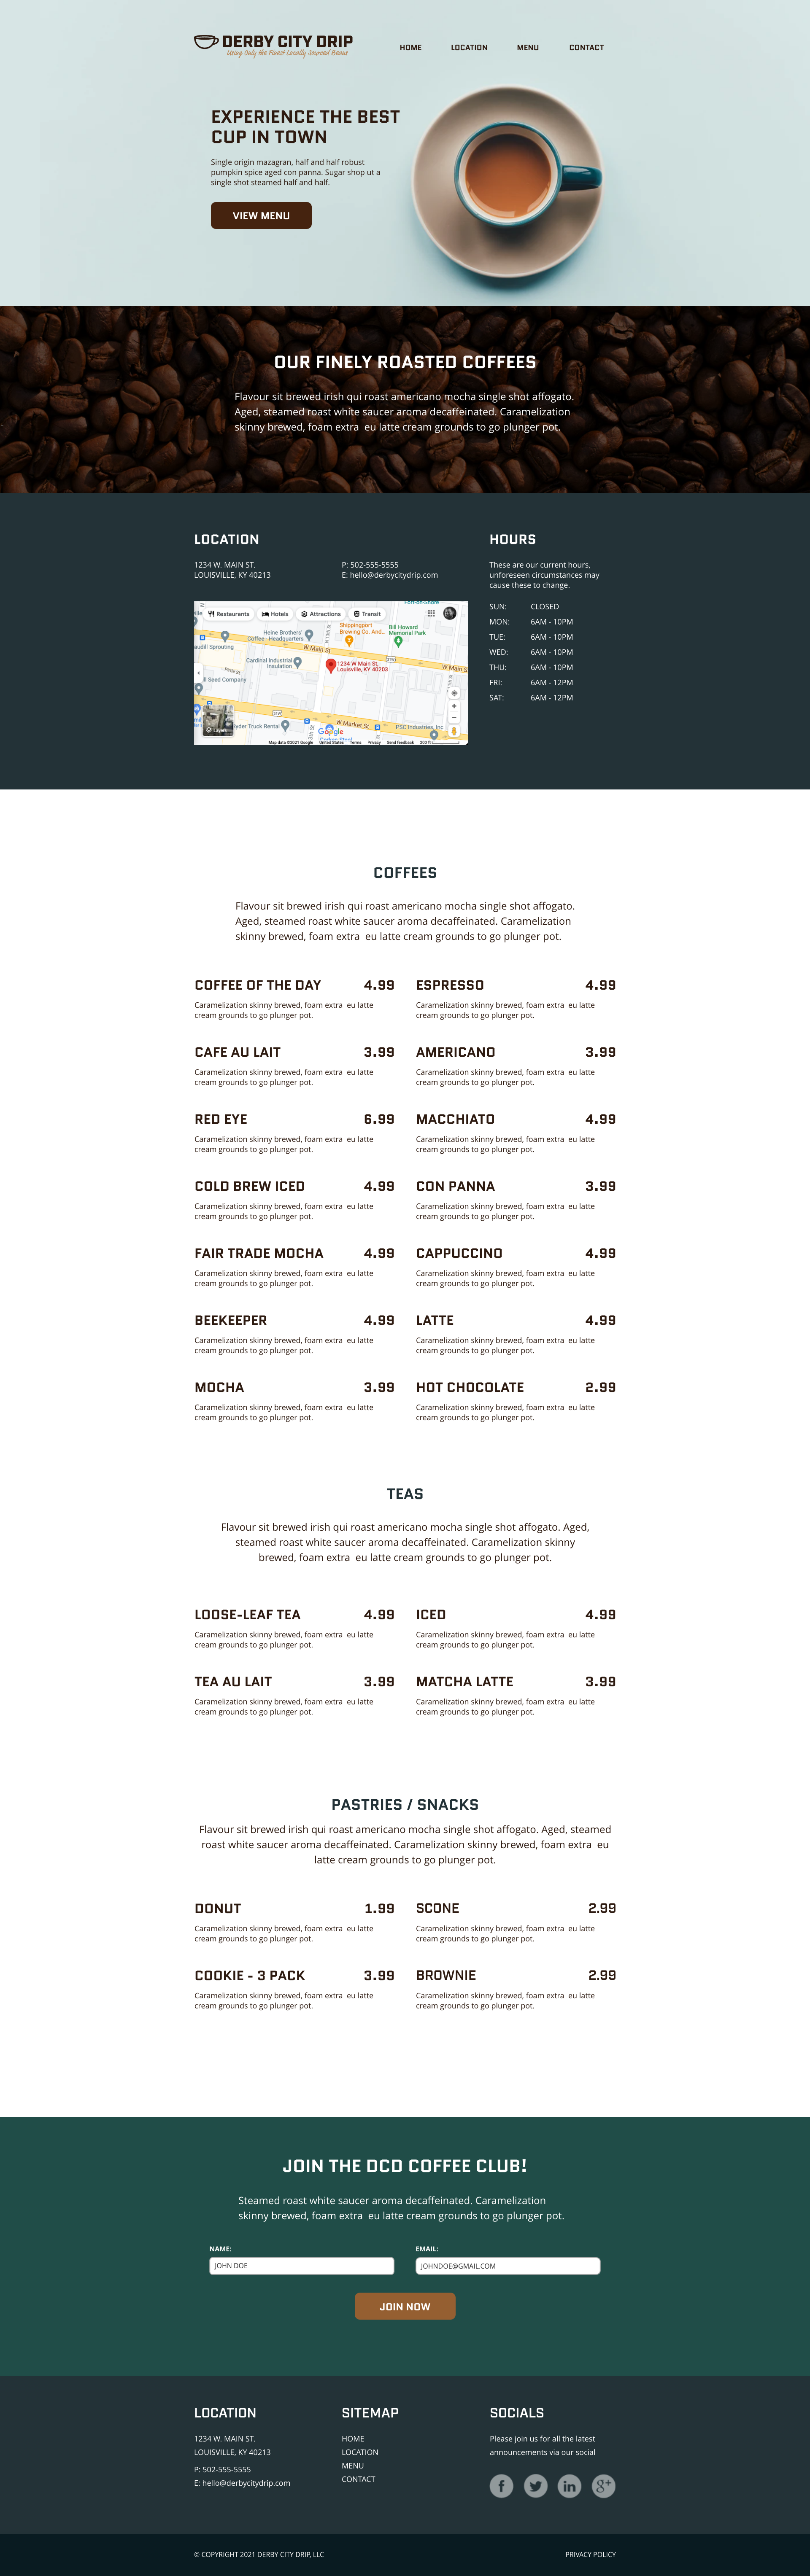 DERBY CITY DRIP
Using Only the Finest Locally Sourced Beans
HOME LOCATION MENU CONTACT
EXPERIENCE THE BEST
CUP IN TOWN
Single origin mazagran, half and half robust
pumpkin spice aged con panna. Sugar shop ut a
single shot steamed half and half.
VIEW MENU
OUR FINELY ROASTED COFFEES
Flavour sit brewed irish qui roast americano mocha single shot affogato.
Aged, steamed roast white saucer aroma decaffeinated. Caramelization
skinny brewed, foam extra eu latte cream grounds to go plunger pot.
LOCATION
1234 W. MAIN ST.
LOUISVILLE, KY 40213
P: 502-555-5555
E: hello@derbycitydrip.com
Restaurants Hotels Attractions Transit
Heine Brothers'
Coffee- Headquarters
Shippingport
Brewing Co. And..
Bill Howard
Memorial Park
audill Sprouting
W Main St
Cardinal Industrial
Insulation
1234 W Main St,
Louisville, KY 40203
W Main S
ll Seed Company
Layers
yder Truck Rental
W Market St
PSC Industries, Inc
Google
Map data ©2021 Google United States Terms Privacy Send feedback 200 ft
HOURS
These are our current hours,
unforeseen circumstances may
cause these to change.
SUN: CLOSED
MON: 6AM - 10PM
TUE: 6AM - 10PM
WED: 6AM - 10PM
THU: 6AM - 10PM
FRI: 6AM - 12PM
SAT: 6AM - 12PM
COFFEES
Flavour sit brewed irish qui roast americano mocha single shot affogato.
Aged, steamed roast white saucer aroma decaffeinated. Caramelization
skinny brewed, foam extra eu latte cream grounds to go plunger pot.
COFFEE OF THE DAY 4.99
Caramelization skinny brewed, foam extra eu latte
cream grounds to go plunger pot.
ESPRESSO 4.99
Caramelization skinny brewed, foam extra eu latte
cream grounds to go plunger pot.
CAFE AU LAIT 3.99
Caramelization skinny brewed, foam extra eu latte
cream grounds to go plunger pot.
AMERICANO 3.99
Caramelization skinny brewed, foam extra eu latte
cream grounds to go plunger pot.
RED EYE 6.99
Caramelization skinny brewed, foam extra eu latte
cream grounds to go plunger pot.
MACCHIATO 4.99
Caramelization skinny brewed, foam extra eu latte
cream grounds to go plunger pot.
COLD BREW ICED 4.99
Caramelization skinny brewed, foam extra eu latte
cream grounds to go plunger pot.
CON PANNA 3.99
Caramelization skinny brewed, foam extra eu latte
cream grounds to go plunger pot.
FAIR TRADE MOCHA 4.99
Caramelization skinny brewed, foam extra eu latte
cream grounds to go plunger pot.
CAPPUCCINO 4.99
Caramelization skinny brewed, foam extra eu latte
cream grounds to go plunger pot.
BEEKEEPER 4.99
Caramelization skinny brewed, foam extra eu latte
cream grounds to go plunger pot.
LATTE 4.99
Caramelization skinny brewed, foam extra eu latte
cream grounds to go plunger pot.
MOCHA 3.99
Caramelization skinny brewed, foam extra eu latte
cream grounds to go plunger pot.
HOT CHOCOLATE 2.99
Caramelization skinny brewed, foam extra eu latte
cream grounds to go plunger pot.
TEAS
Flavour sit brewed irish qui roast americano mocha single shot affogato. Aged,
steamed roast white saucer aroma decaffeinated. Caramelization skinny
brewed, foam extra eu latte cream grounds to go plunger pot.
LOOSE-LEAF TEA 4.99
Caramelization skinny brewed, foam extra eu latte
cream grounds to go plunger pot.
ICED 4.99
Caramelization skinny brewed, foam extra eu latte
cream grounds to go plunger pot.
TEA AU LAIT 3.99
Caramelization skinny brewed, foam extra eu latte
cream grounds to go plunger pot.
MATCHA LATTE 3.99
Caramelization skinny brewed, foam extra eu latte
cream grounds to go plunger pot.
PASTRIES / SNACKS
Flavour sit brewed irish qui roast americano mocha single shot affogato. Aged, steamed
roast white saucer aroma decaffeinated. Caramelization skinny brewed, foam extra eu
latte cream grounds to go plunger pot.
DONUT 1.99
Caramelization skinny brewed, foam extra eu latte
cream grounds to go plunger pot.
SCONE 2.99
Caramelization skinny brewed, foam extra eu latte
cream grounds to go plunger pot.
COOKIE - 3 PACK 3.99
Caramelization skinny brewed, foam extra eu latte
cream grounds to go plunger pot.
BROWNIE 2.99
Caramelization skinny brewed, foam extra eu latte
cream grounds to go plunger pot.
JOIN THE DCD COFFEE CLUB!
Steamed roast white saucer aroma decaffeinated. Caramelization
skinny brewed, foam extra eu latte cream grounds to go plunger pot.
NAME:
JOHN DOE
EMAIL:
JOHNDOE@GMAIL.COM
JOIN NOW
LOCATION
1234 W. MAIN ST.
LOUISVILLE, KY 40213
P: 502-555-5555
E: hello@derbycitydrip.com
SITEMAP
HOME
LOCATION
MENU
CONTACT
SOCIALS
Please join us for all the latest
announcements via our social
© COPYRIGHT 2021 DERBY CITY DRIP, LLC
PRIVACY POLICY